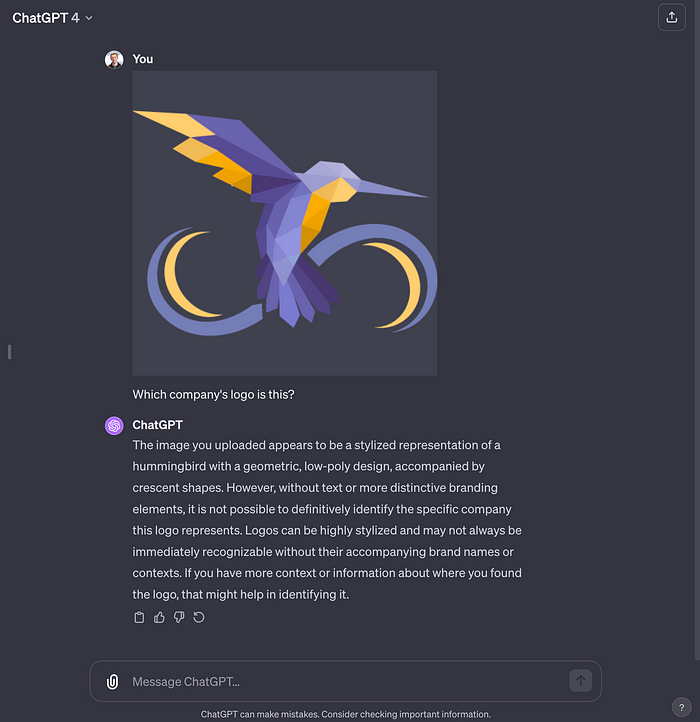 ChatGPT 4
You
Which company's logo is this?
ChatGPT
The image you uploaded appears to be a stylized representation of a
hummingbird with a geometric, low-poly design, accompanied by
crescent shapes. However, without text or more distinctive branding
elements, it is not possible to definitively identify the specific company
this logo represents. Logos can be highly stylized and may not always be
immediately recognizable without their accompanying brand names or
contexts. If you have more context or information about where you found
the logo, that might help in identifying it.
Message ChatGPT...
ChatGPT can make mistakes. Consider checking important information.
?